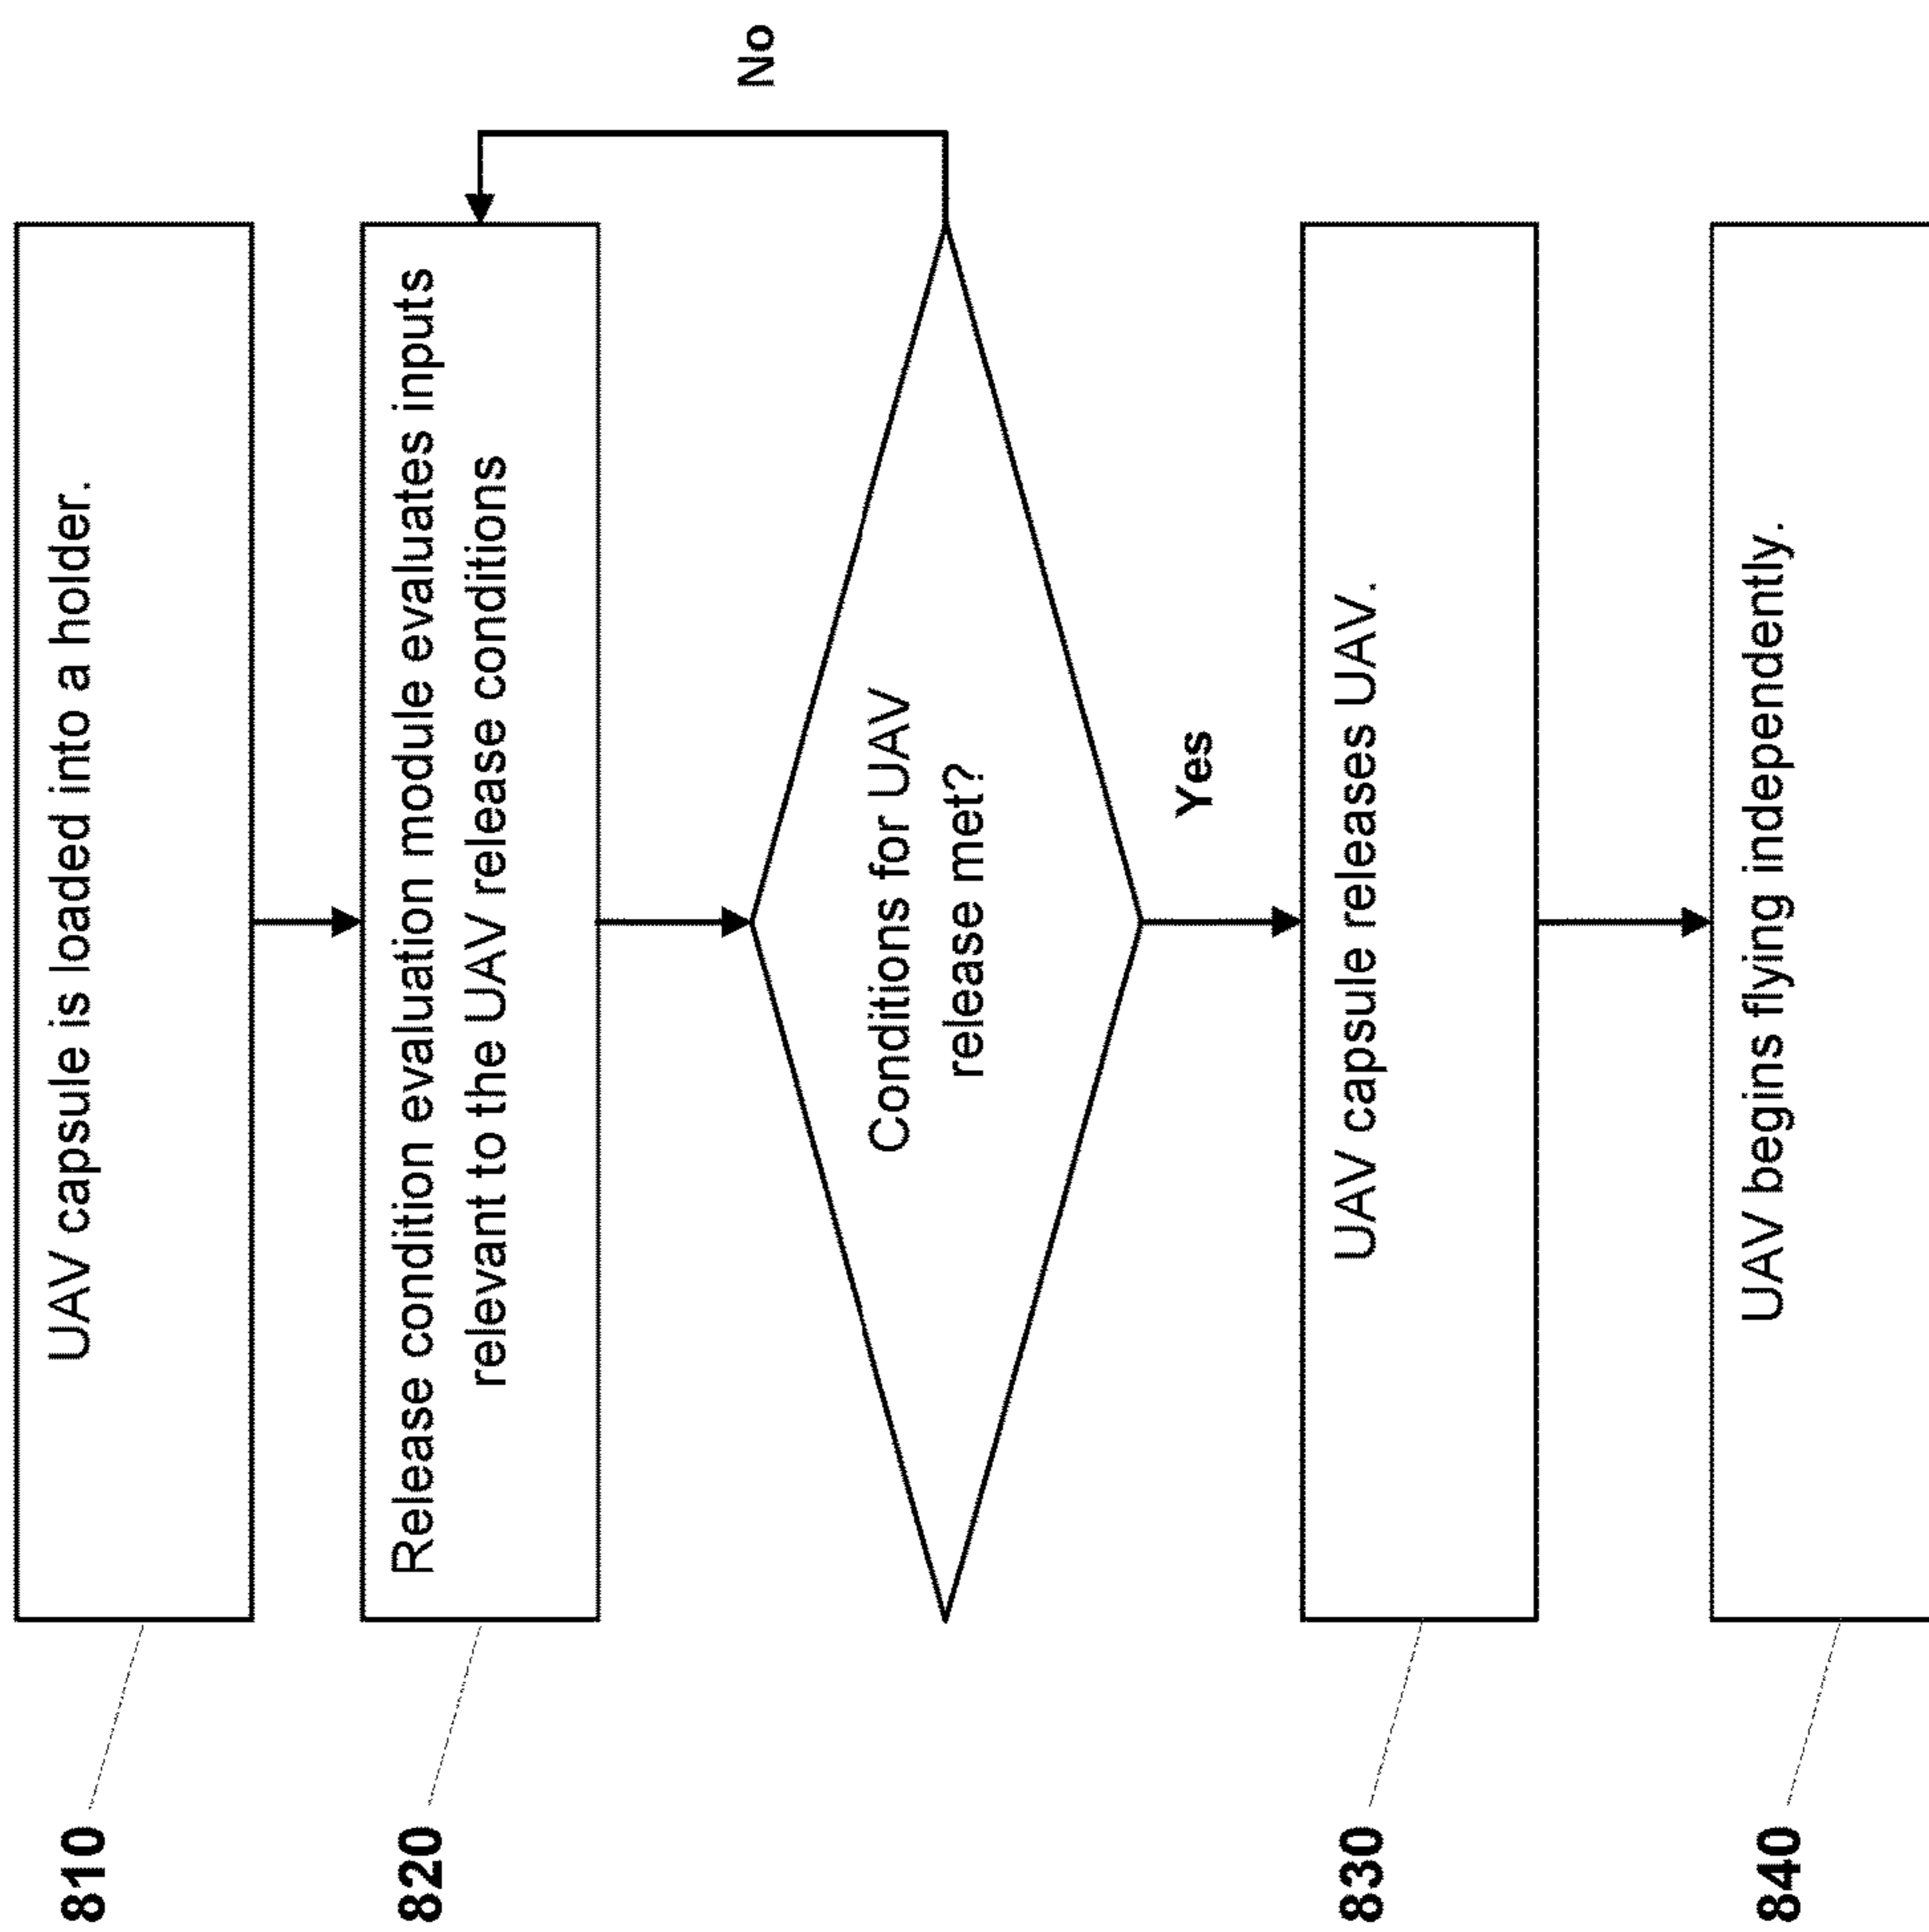 810
UAV capsule is loaded into a holder.
820
Release condition evaluation module evaluates inputs
relevant to the UAV release conditions
No
Conditions for UAV
release met?
Yes
830
UAV capsule releases UAV.
840
UAV begins flying independently.